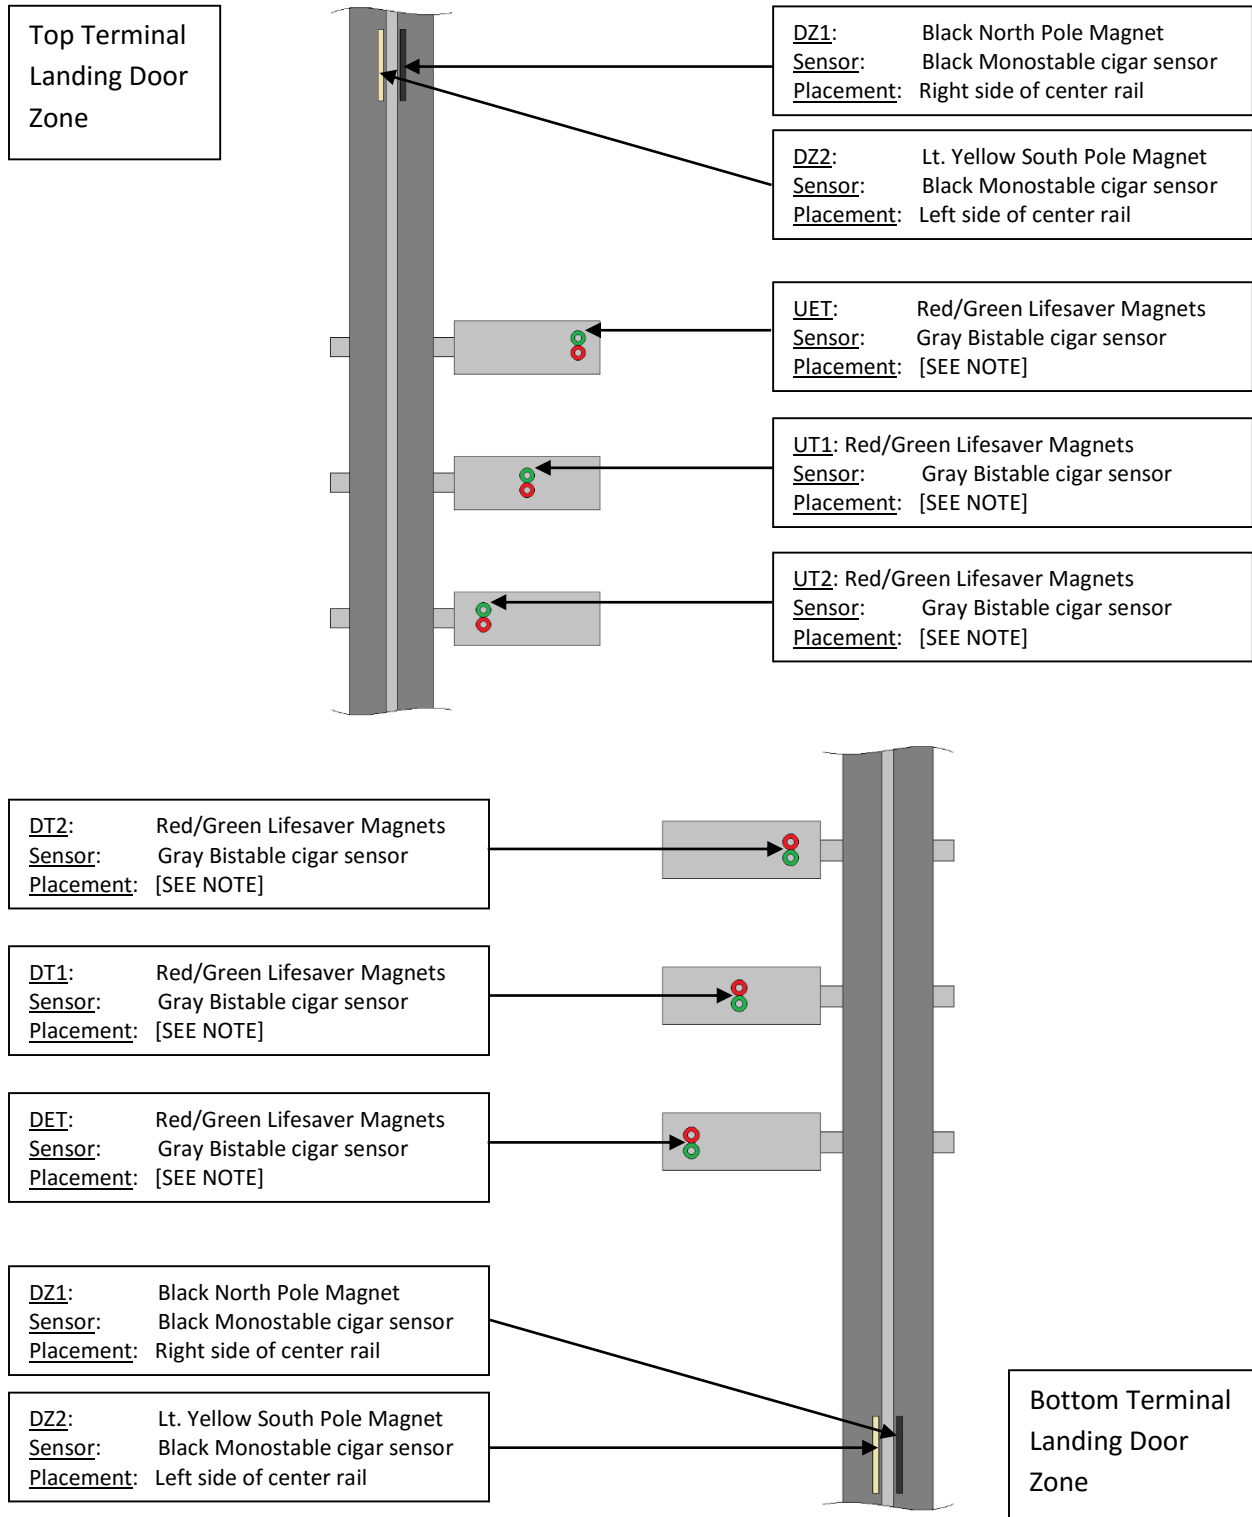 Top Terminal
Landing Door
Zone
DZ1: Black North Pole Magnet
Sensor: Black Monostable cigar sensor
Placement: Right side of center rail
DZ2: Lt. Yellow South Pole Magnet
Sensor: Black Monostable cigar sensor
Placement: Left side of center rail
UET: Red/Green Lifesaver Magnets
Sensor: Gray Bistable cigar sensor
Placement: [SEE NOTE]
UT1: Red/Green Lifesaver Magnets
Sensor: Gray Bistable cigar sensor
Placement: [SEE NOTE]
UT2: Red/Green Lifesaver Magnets
Sensor: Gray Bistable cigar sensor
Placement: [SEE NOTE]
DT2: Red/Green Lifesaver Magnets
Sensor: Gray Bistable cigar sensor
Placement: [SEE NOTE]
DT1: Red/Green Lifesaver Magnets
Sensor: Gray Bistable cigar sensor
Placement: [SEE NOTE]
DET: Red/Green Lifesaver Magnets
Sensor: Gray Bistable cigar sensor
Placement: [SEE NOTE]
DZ1: Black North Pole Magnet
Sensor: Black Monostable cigar sensor
Placement: Right side of center rail
DZ2: Lt. Yellow South Pole Magnet
Sensor: Black Monostable cigar sensor
Placement: Left side of center rail
Bottom Terminal
Landing Door
Zone